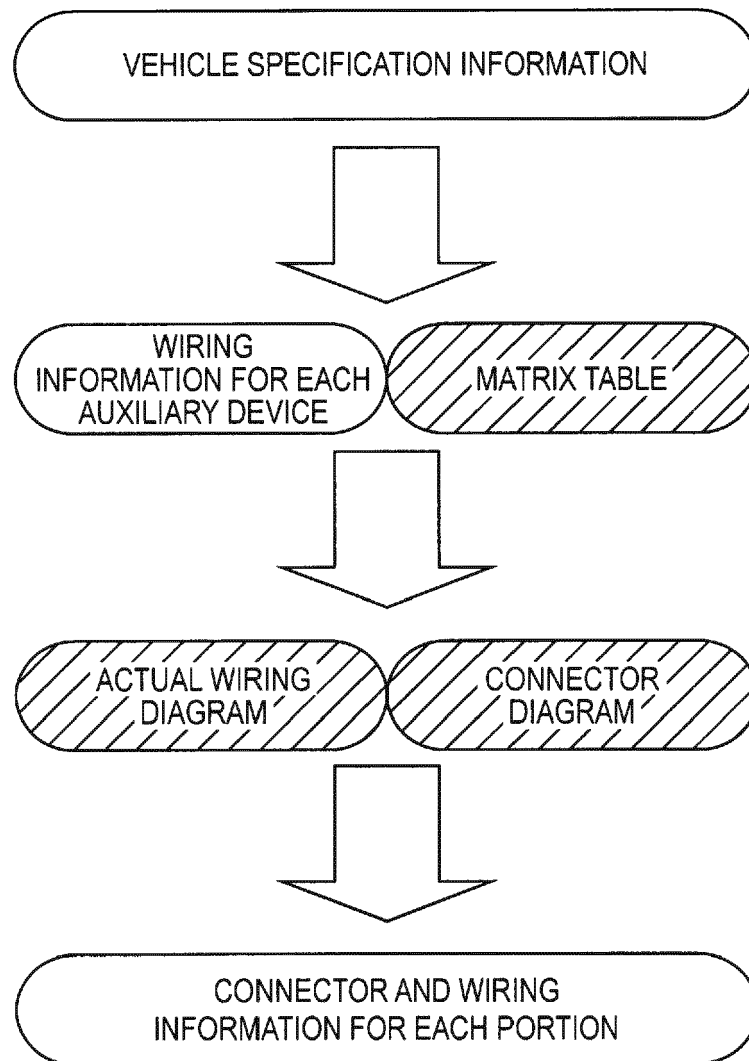 VEHICLE SPECIFICATION INFORMATION
WIRING
INFORMATION FOR EACH
AUXILIARY DEVICE
MATRIX TABLE
ACTUAL WIRING
DIAGRAM
CONNECTOR
DIAGRAM
CONNECTOR AND WIRING
INFORMATION FOR EACH PORTION